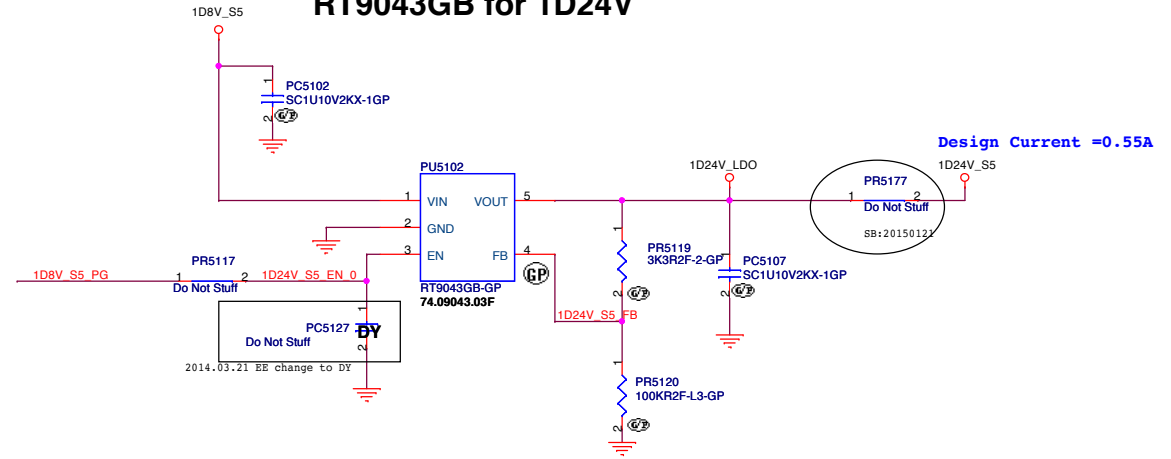 RT9043GB for 1D24V
1D8V_S5
1
PC5102
SC1U10V2KX-1GP
2
G/P
Design Current =0.55A
1D24V_LDO
1D24V_S5
PU5102
PR5177
1
2
Do Not Stuff
SB:20150121
1
VIN
VOUT
5
2
GND
3
EN
FB
4
GP
RT9043GB-GP
74.09043.03F
1
PR5119
3K3R2F-2-GP
2
G/P
1
PC5107
SC1U10V2KX-1GP
2
G/P
1D8V_S5_PG
PR5117
1
2
Do Not Stuff
1D24V_S5_EN_0
1
PC5127
DY
Do Not Stuff
2
2014.03.21 EE change to DY
1D24V_S5_FB
1
PR5120
100KR2F-L3-GP
2
G/P